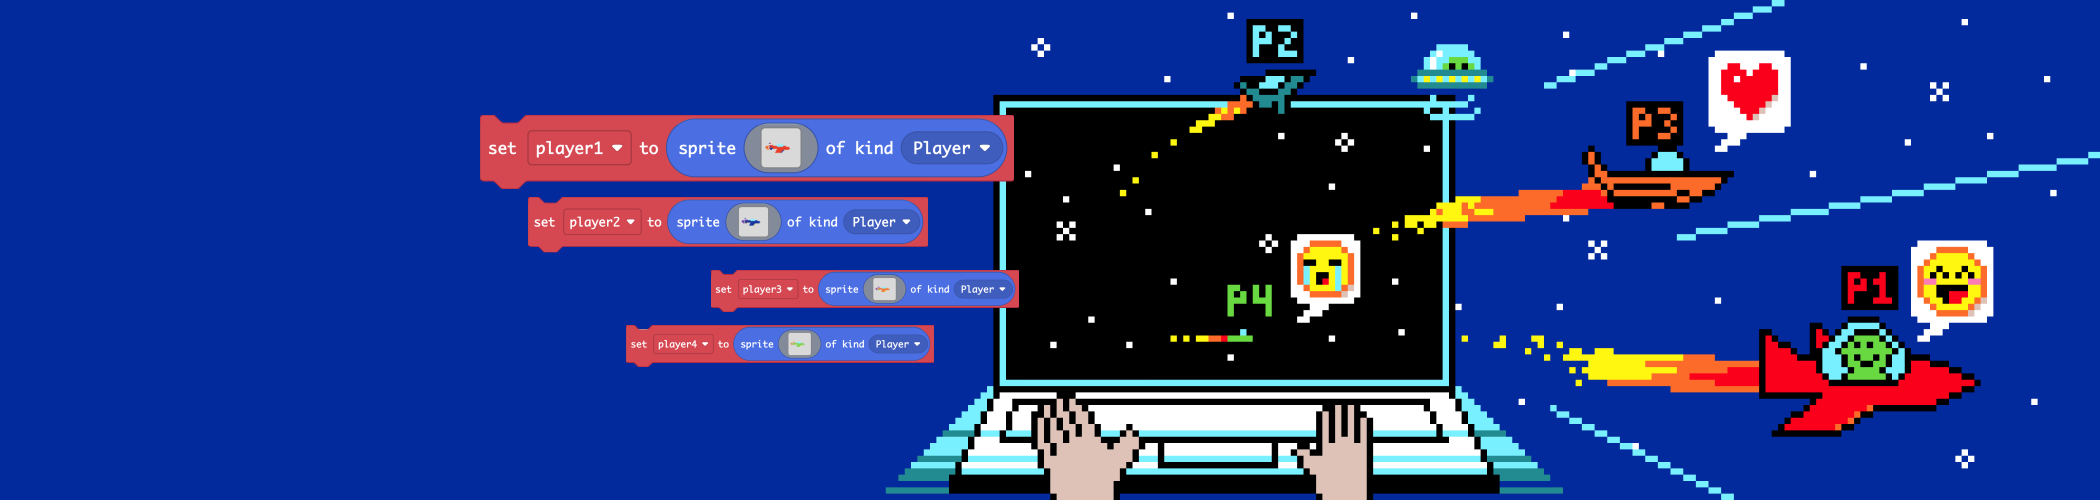 set player1 to sprite of kind Player
set player2 to sprite of kind Player
set player3 to sprite of kind Player
set player4 to sprite of kind Player
P2
P3
P4
P1